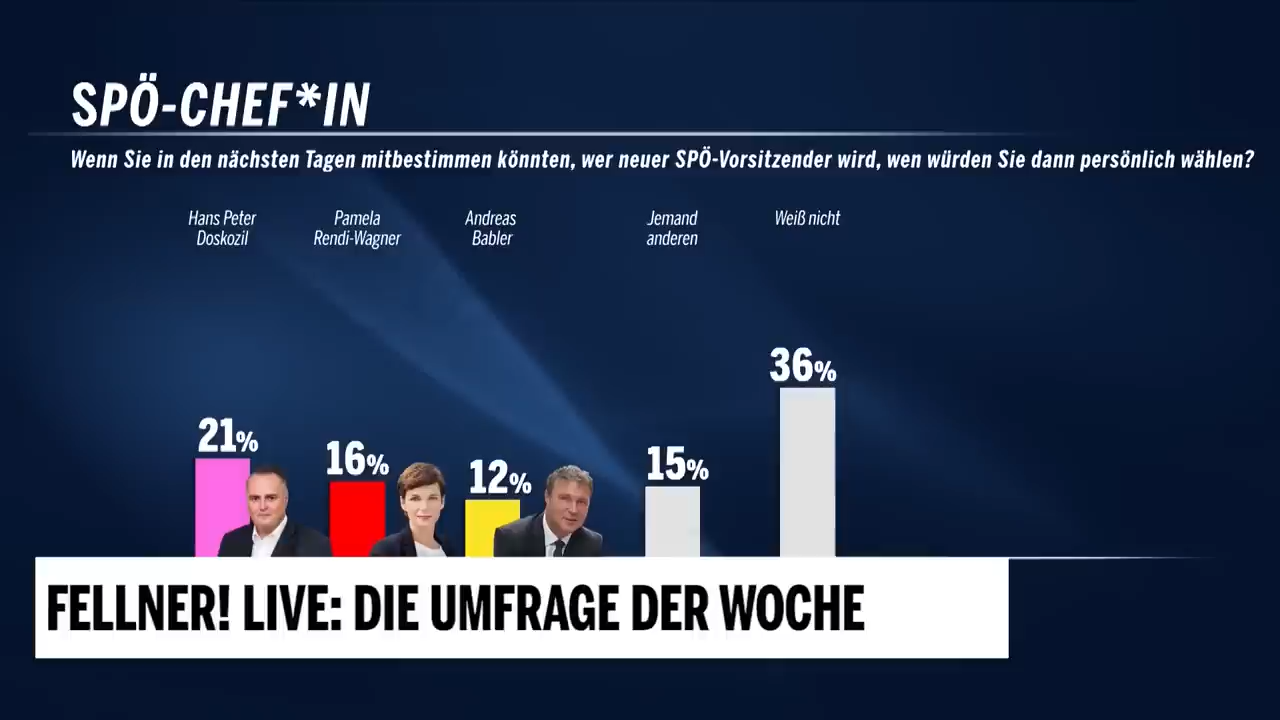 SPÖ-CHEF*IN
Wenn Sie in den nächsten Tagen mitbestimmen könnten, wer neuer SPÖ-Vorsitzender wird, wen würden Sie dann persönlich wählen?
Hans Peter
Doskozil
Pamela
Rendi-Wagner
Andreas
Babler
Jemand
anderen
Weiß nicht
21%
16%
12%
15%
36%
FELLNER! LIVE: DIE UMFRAGE DER WOCHE